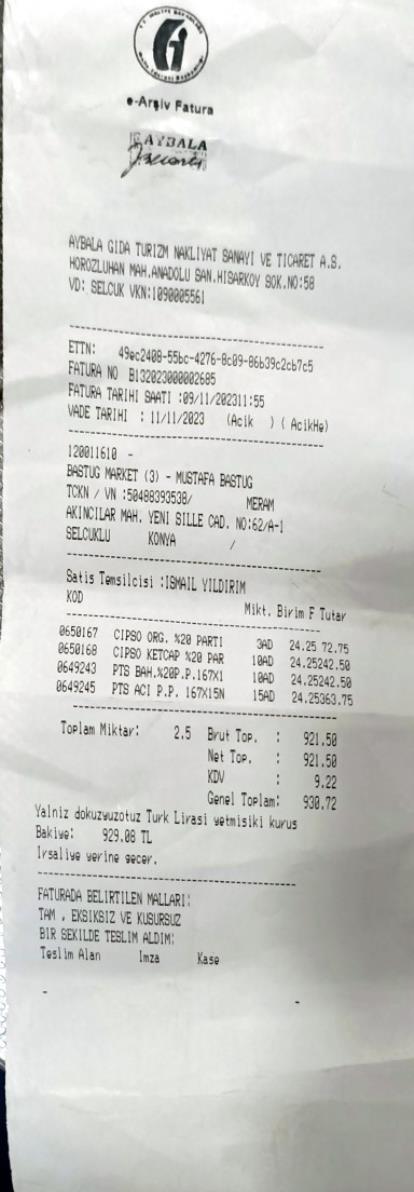 e-Arşiv Fatura
AYBALA
AYBALA GIDA TURIZM NAKLIYAT SANAYI VE TICARET A.S.
HOROZLUHAN MAH.ANADOLU SAN.HISARKOY SOK.NO:58
VD: SELCUK VKN:1090005561
ETTN: 49ec2408-55bc-4276-8c09-86b39c2cb7c5
FATURA NO B132023000002685
FATURA TARIHI SAATI :09/11/202311:55
VADE TARIHI : 11/11/2023 (Acik ) ( AcikHe)
120011610 -
BASTUG MARKET (3) - MUSTAFA BASTUG
TCKN / VN :50488393538/ MERAM
AKINCILAR MAH. YENI SILLE CAD. NO:62/A-1
SELCUKLU KONYA /
Satis Temsilcisi :ISMAIL YILDIRIM
KOD Mikt. Birim F Tutar
0650167 CIPSO ORG. %20 PARTI 3AD 24.25 72.75
0650168 CIPSO KETCAP %20 PAR 10AD 24.25242.50
0649243 PTS BAH.%20P.P.167X1 10AD 24.25242.50
0649245 PTS ACI P.P. 167X15N 15AD 24.25363.75
Toplam Miktar: 2.5 Brut Top. : 921.50
Net Top. : 921.50
KDV : 9.22
Genel Toplam: 930.72
Yalniz dokuzyuzotuz Turk Lirasi yetmisiki kurus
Bakiye: 929.08 TL
Irsaliye yerine gecer.
FATURADA BELIRTILEN MALLARI:
TAM , EKSIKSIZ VE KUSURSUZ
BIR SEKILDE TESLIM ALDIM:
Teslim Alan Imza Kase